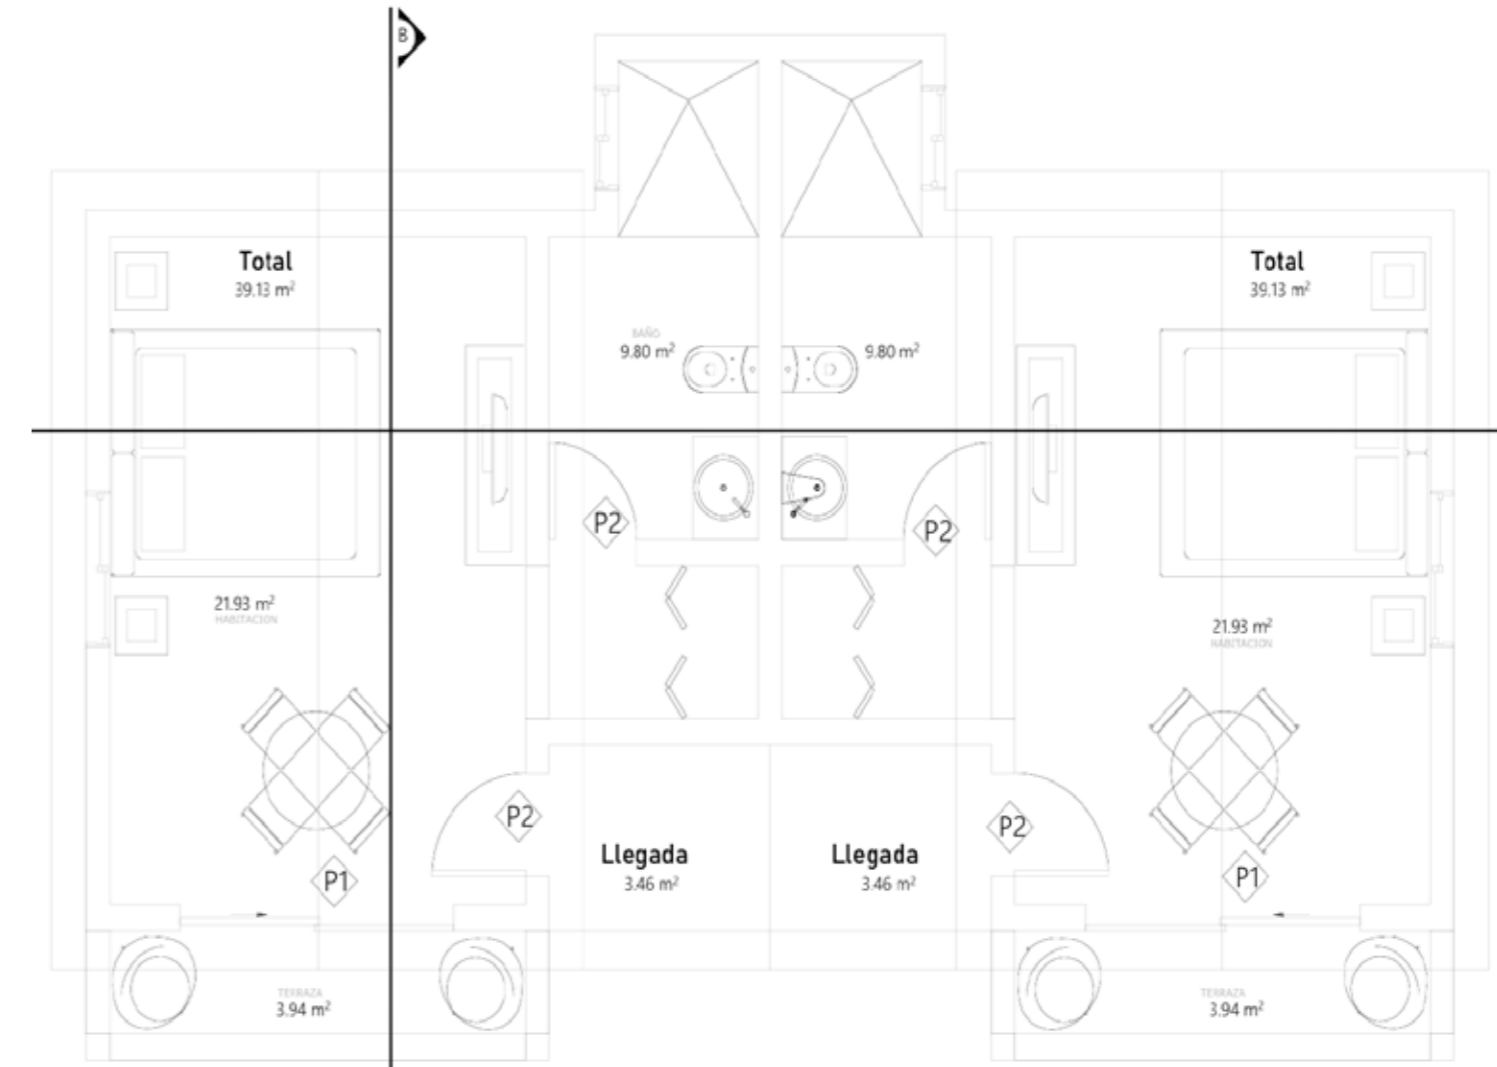 B
Total
39.13 m²
Total
39.13 m²
BAÑO
9.80 m²
9.80 m²
P2
P2
21.93 m²
HABITACION
21.93 m²
HABITACION
P2
P2
Llegada
3.46 m²
Llegada
3.46 m²
P1
P1
TERRAZA
3.94 m²
TERRAZA
3.94 m²